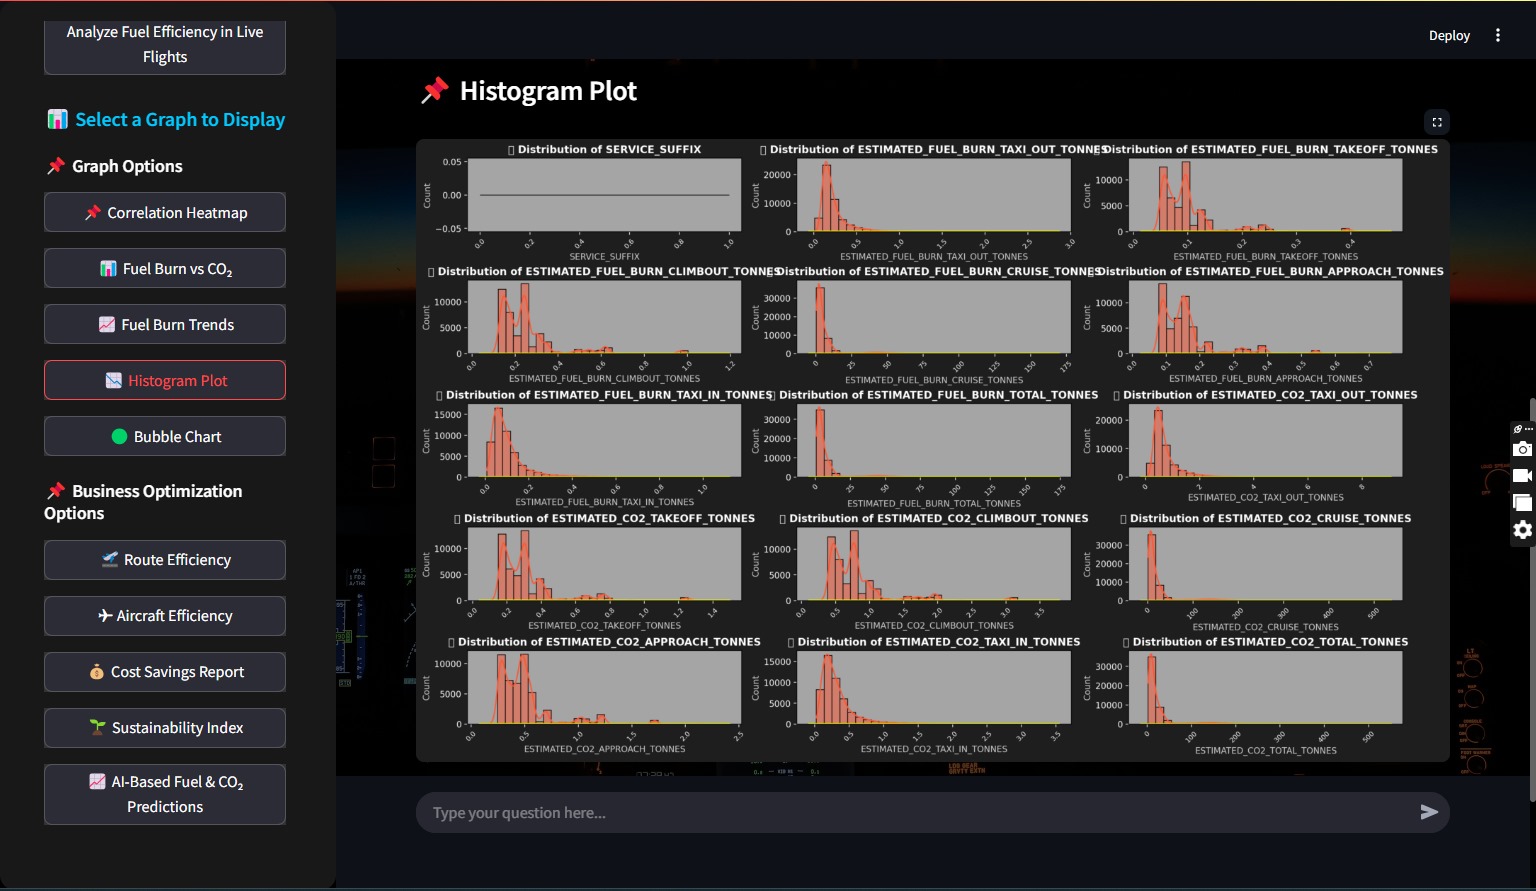 Analyze Fuel Efficiency in Live
Flights
📊 Select a Graph to Display
📌 Graph Options
📌 Correlation Heatmap
📊 Fuel Burn vs CO₂
📈 Fuel Burn Trends
📉 Histogram Plot
Bubble Chart
📌 Business Optimization
Options
🛫 Route Efficiency
✈ Aircraft Efficiency
💰 Cost Savings Report
🌱 Sustainability Index
📈 AI-Based Fuel & CO₂
Predictions
Deploy
📌 Histogram Plot
Distribution of SERVICE_SUFFIX
0.05
0.00
−0.05
Count
0.0 0.2 0.4 0.6 0.8 1.0
SERVICE_SUFFIX
Distribution of ESTIMATED_FUEL_BURN_TAXI_OUT_TONNES
20000
10000
0
Count
0.0 0.5 1.0 1.5 2.0 2.5 3.0
ESTIMATED_FUEL_BURN_TAXI_OUT_TONNES
Distribution of ESTIMATED_FUEL_BURN_TAKEOFF_TONNES
10000
5000
0
Count
0.0 0.1 0.2 0.3 0.4
ESTIMATED_FUEL_BURN_TAKEOFF_TONNES
Distribution of ESTIMATED_FUEL_BURN_CLIMBOUT_TONNES
10000
5000
0
Count
0.0 0.2 0.4 0.6 0.8 1.0 1.2
ESTIMATED_FUEL_BURN_CLIMBOUT_TONNES
Distribution of ESTIMATED_FUEL_BURN_CRUISE_TONNES
30000
20000
10000
0
Count
0 25 50 75 100 125 150 175
ESTIMATED_FUEL_BURN_CRUISE_TONNES
Distribution of ESTIMATED_FUEL_BURN_APPROACH_TONNES
10000
5000
0
Count
0.0 0.1 0.2 0.3 0.4 0.5 0.6 0.7
ESTIMATED_FUEL_BURN_APPROACH_TONNES
Distribution of ESTIMATED_FUEL_BURN_TAXI_IN_TONNES
15000
10000
5000
0
Count
0.0 0.2 0.4 0.6 0.8 1.0
ESTIMATED_FUEL_BURN_TAXI_IN_TONNES
Distribution of ESTIMATED_FUEL_BURN_TOTAL_TONNES
30000
20000
10000
0
Count
0 25 50 75 100 125 150 175
ESTIMATED_FUEL_BURN_TOTAL_TONNES
Distribution of ESTIMATED_CO2_TAXI_OUT_TONNES
20000
10000
0
Count
0 2 4 6 8
ESTIMATED_CO2_TAXI_OUT_TONNES
Distribution of ESTIMATED_CO2_TAKEOFF_TONNES
10000
5000
0
Count
0.0 0.2 0.4 0.6 0.8 1.0 1.2 1.4
ESTIMATED_CO2_TAKEOFF_TONNES
Distribution of ESTIMATED_CO2_CLIMBOUT_TONNES
10000
5000
0
Count
0.0 0.5 1.0 1.5 2.0 2.5 3.0 3.5
ESTIMATED_CO2_CLIMBOUT_TONNES
Distribution of ESTIMATED_CO2_CRUISE_TONNES
30000
20000
10000
0
Count
0 100 200 300 400 500
ESTIMATED_CO2_CRUISE_TONNES
Distribution of ESTIMATED_CO2_APPROACH_TONNES
10000
5000
0
Count
0.0 0.5 1.0 1.5 2.0 2.5
ESTIMATED_CO2_APPROACH_TONNES
Distribution of ESTIMATED_CO2_TAXI_IN_TONNES
15000
10000
5000
0
Count
0.0 0.5 1.0 1.5 2.0 2.5 3.0 3.5
ESTIMATED_CO2_TAXI_IN_TONNES
Distribution of ESTIMATED_CO2_TOTAL_TONNES
30000
20000
10000
0
Count
0 100 200 300 400 500
ESTIMATED_CO2_TOTAL_TONNES
Type your question here...